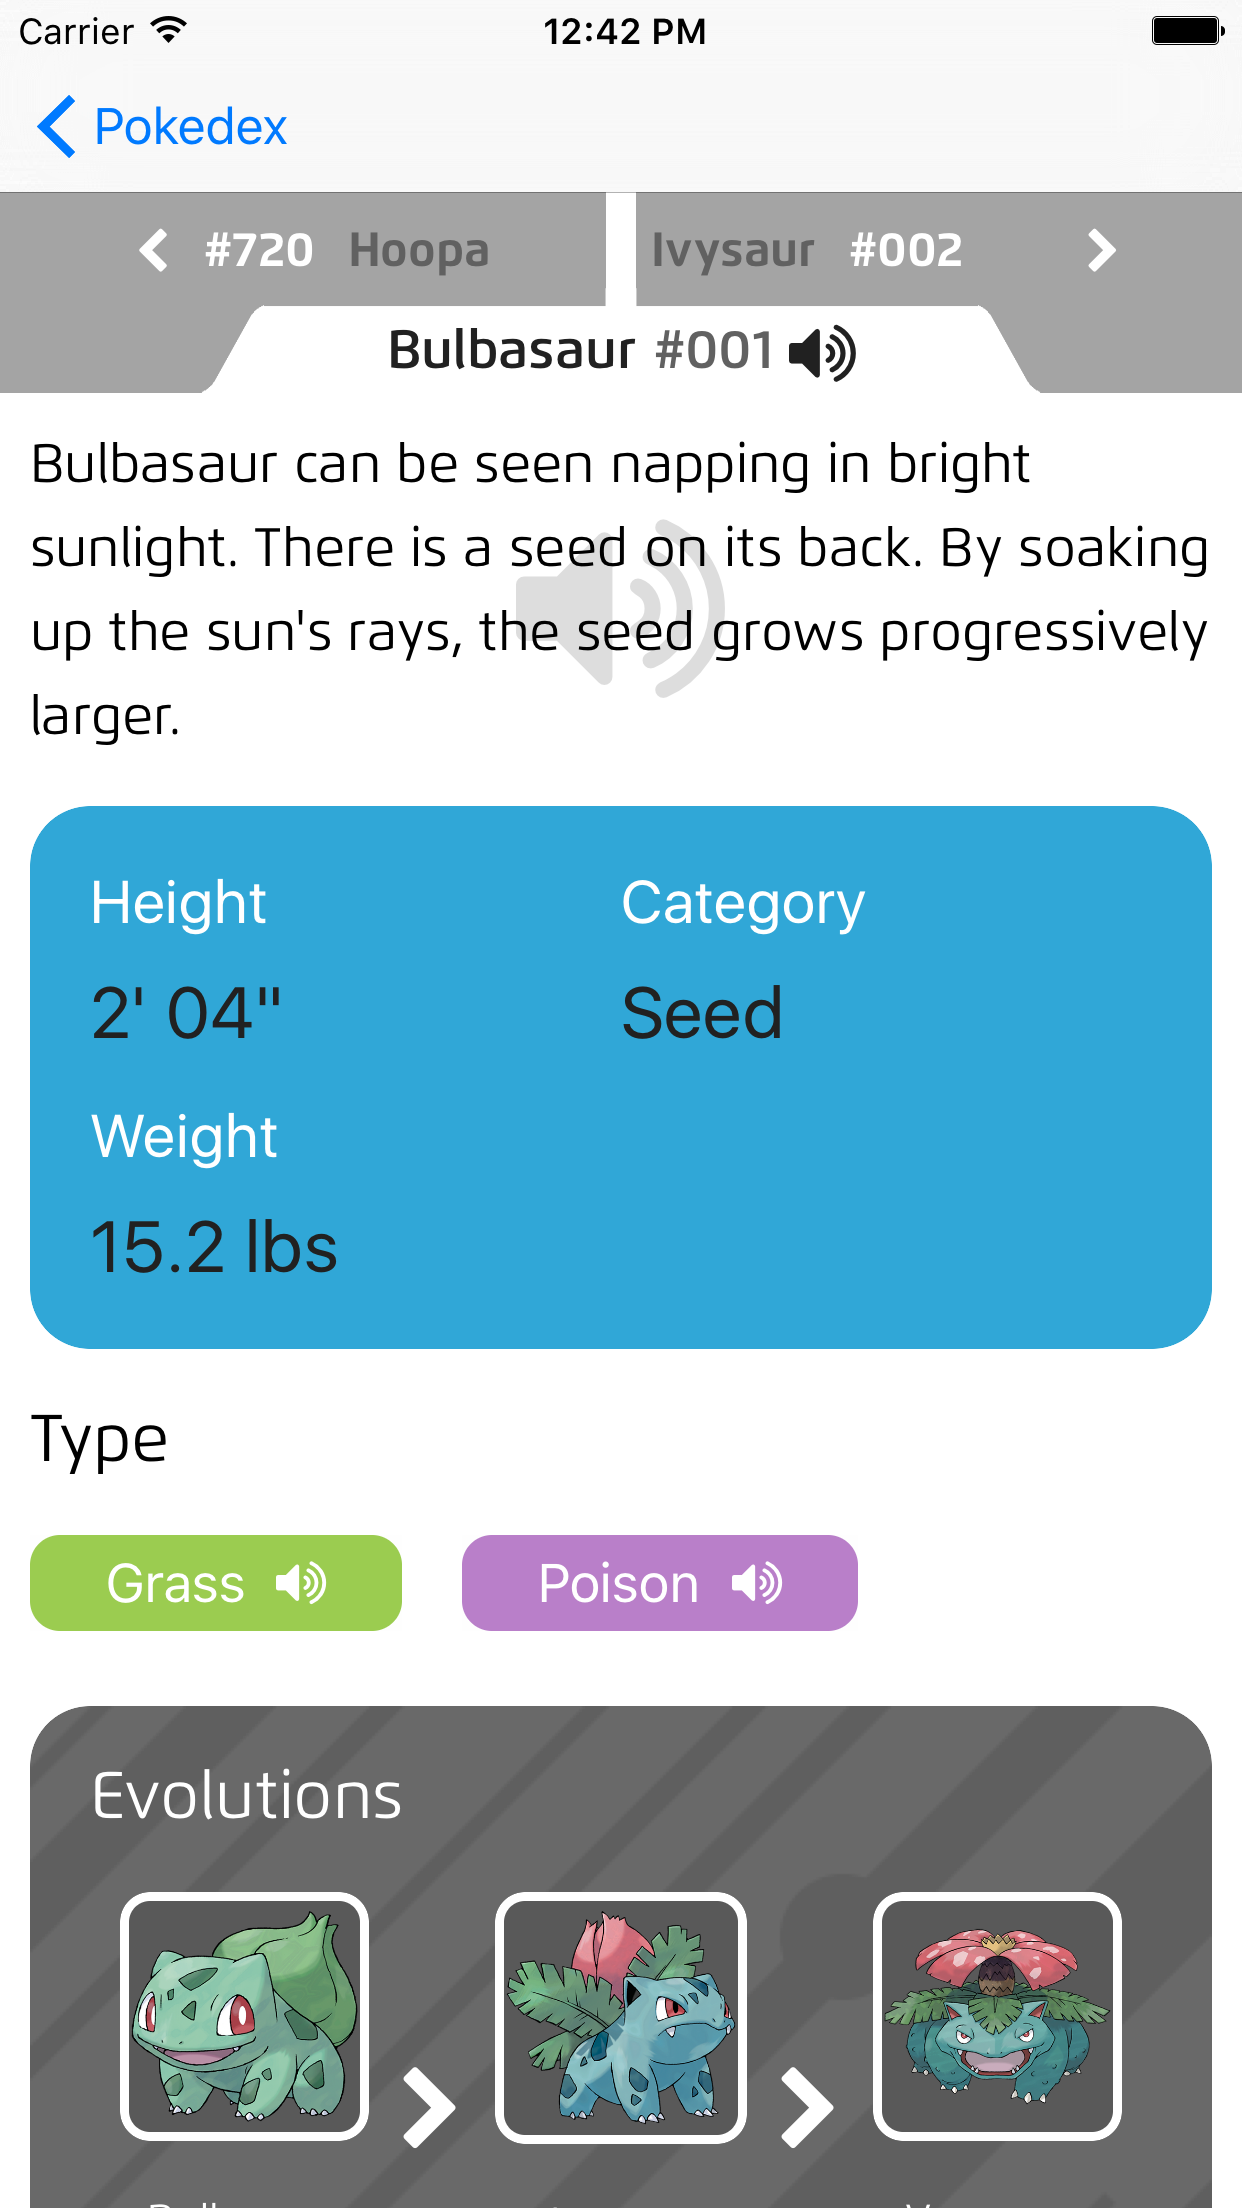 Carrier 12:42 PM
Pokedex
#720 Hoopa Ivysaur #002
Bulbasaur #001
Bulbasaur can be seen napping in bright
sunlight. There is a seed on its back. By soaking
up the sun's rays, the seed grows progressively
larger.
Height Category
2' 04" Seed
Weight
15.2 lbs
Type
Grass Poison
Evolutions